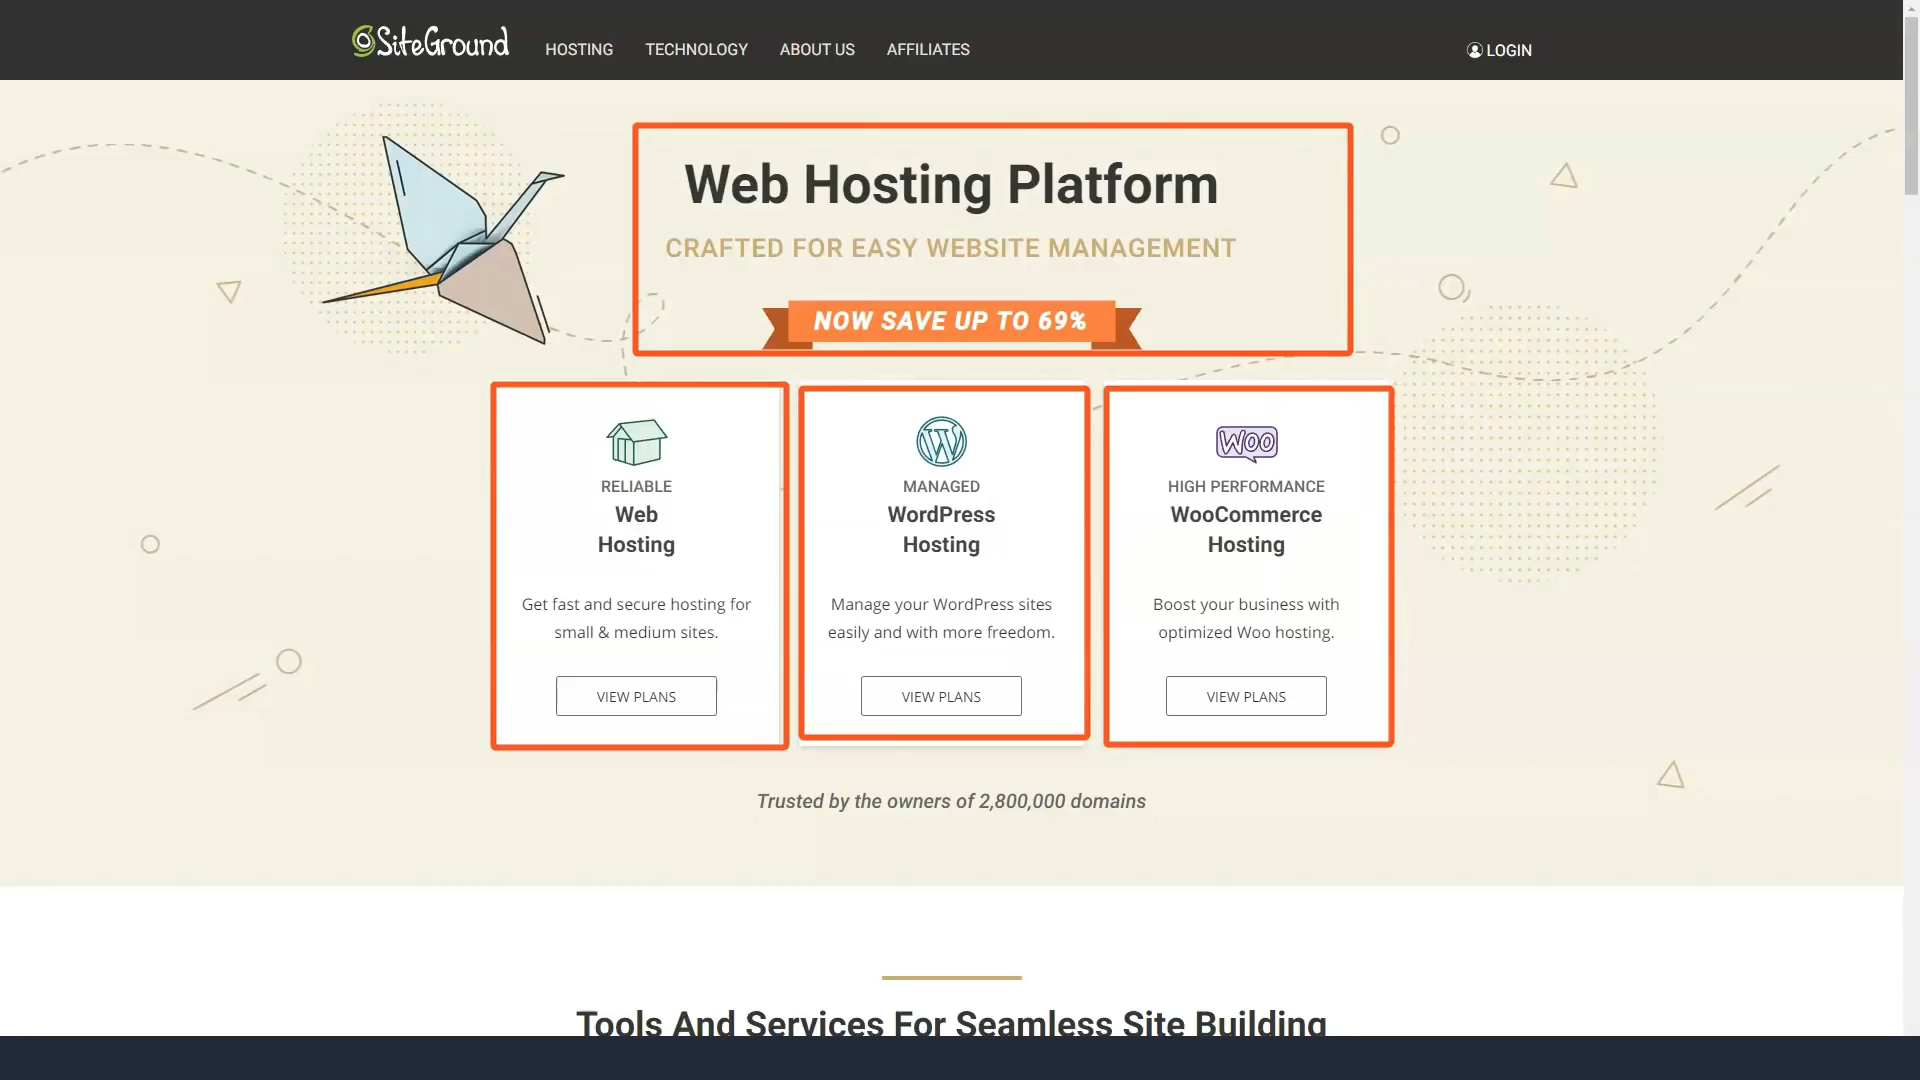 SiteGround HOSTING TECHNOLOGY ABOUT US AFFILIATES LOGIN
Web Hosting Platform
CRAFTED FOR EASY WEBSITE MANAGEMENT
NOW SAVE UP TO 69%
RELIABLE
Web
Hosting
Get fast and secure hosting for
small & medium sites.
VIEW PLANS
MANAGED
WordPress
Hosting
Manage your WordPress sites
easily and with more freedom.
VIEW PLANS
WOO
HIGH PERFORMANCE
WooCommerce
Hosting
Boost your business with
optimized Woo hosting.
VIEW PLANS
Trusted by the owners of 2,800,000 domains
Tools And Services For Seamless Site Building